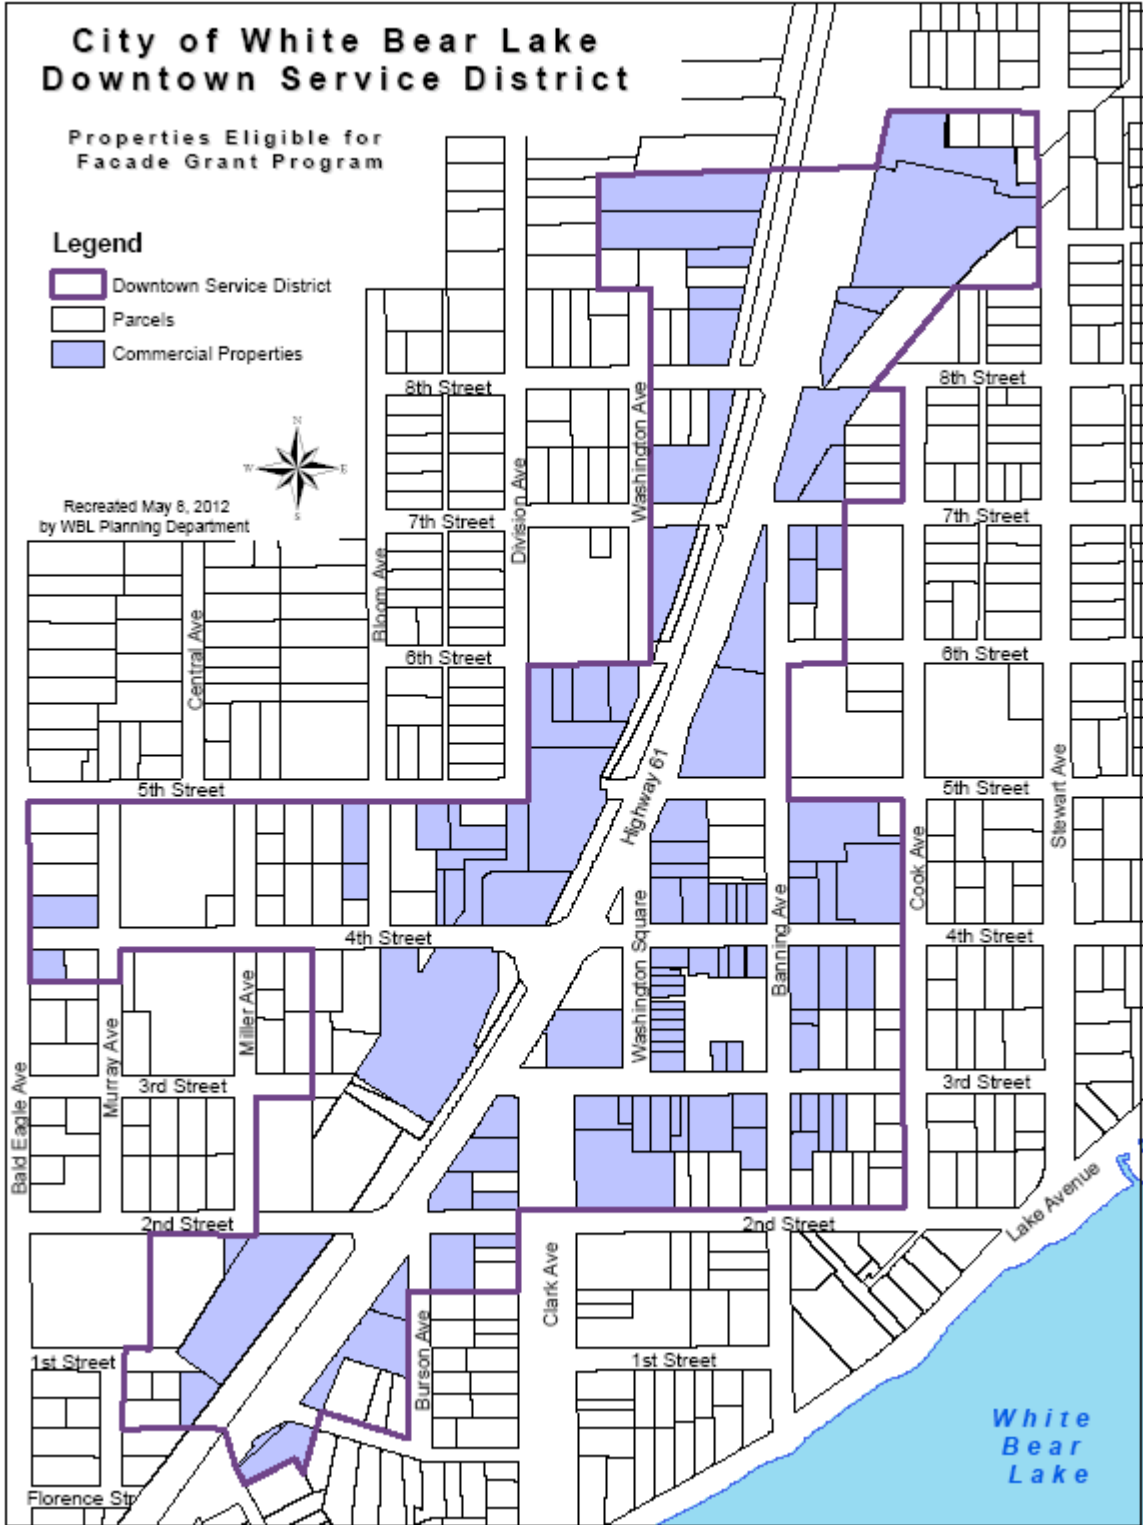 City of White Bear Lake
Downtown Service District
Properties Eligible for
Facade Grant Program
Legend
Downtown Service District
Parcels
Commercial Properties
N
W
E
S
Recreated May 8, 2012
by WBL Planning Department
8th Street
8th Street
Washington Ave
Division Ave
7th Street
7th Street
Bloom Ave
Central Ave
6th Street
6th Street
Highway 61
Stewart Ave
5th Street
5th Street
Cook Ave
Banning Ave
Washington Square
4th Street
4th Street
Miller Ave
Murray Ave
Bald Eagle Ave
3rd Street
3rd Street
Lake Avenue
2nd Street
2nd Street
Clark Ave
Burson Ave
1st Street
1st Street
White
Bear
Lake
Florence Str